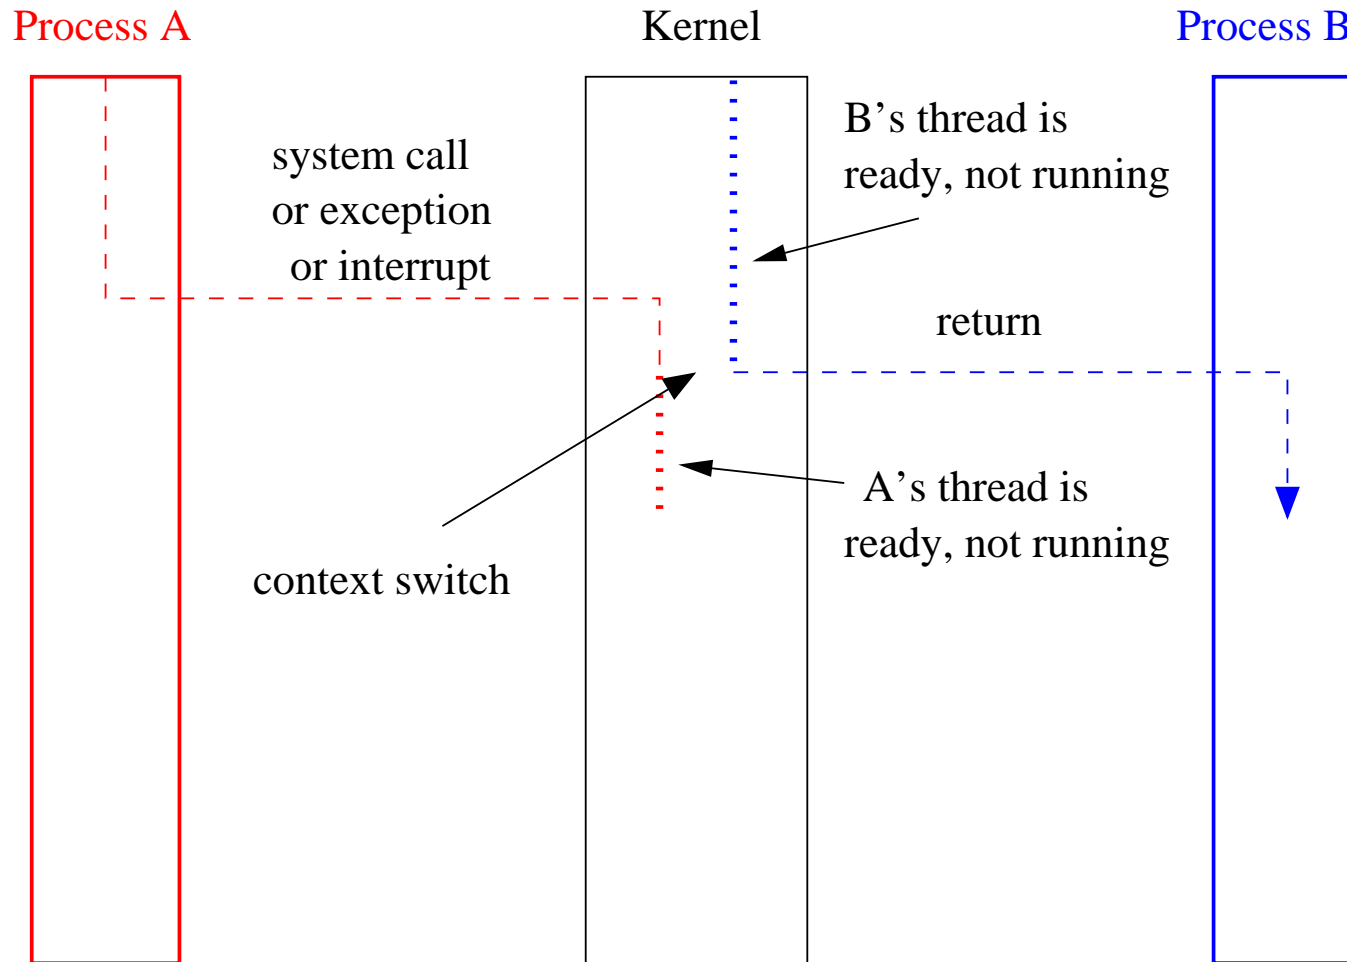 Process A
Kernel
Process B
system call
or exception
or interrupt
B’s thread is
ready, not running
return
A’s thread is
ready, not running
context switch